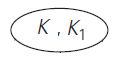 K , K₁